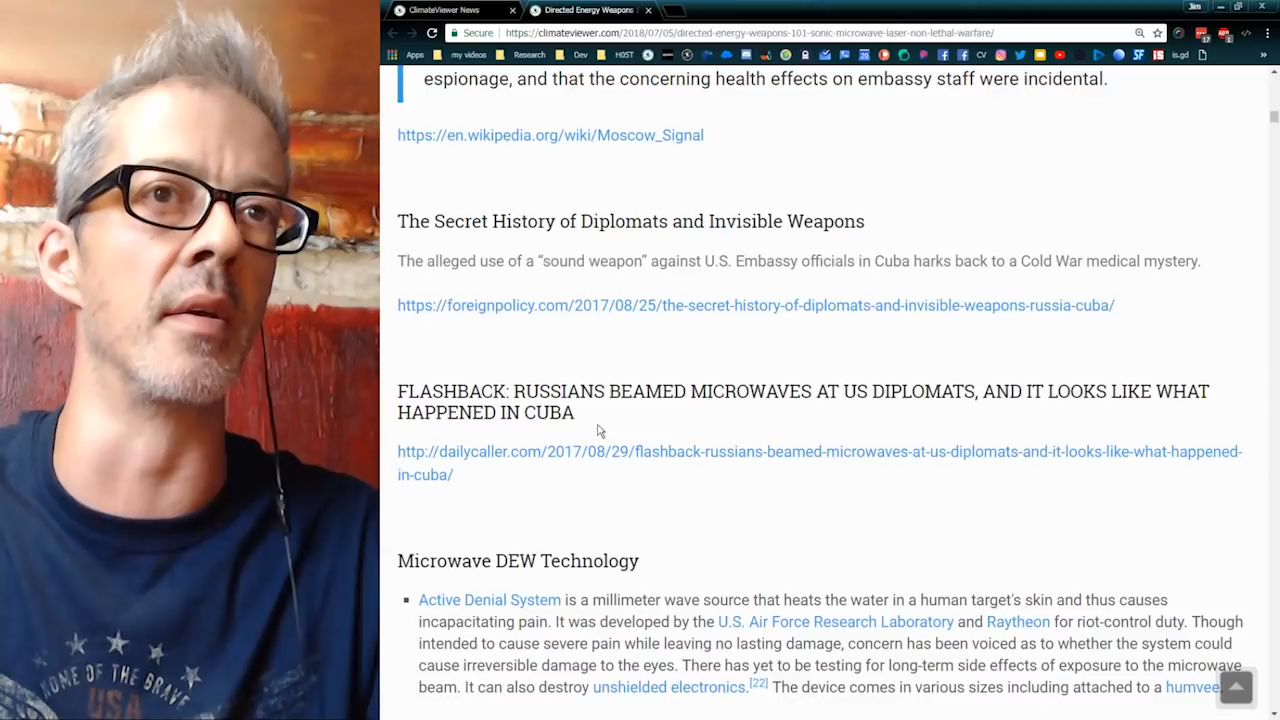 ClimateViewer News
Directed Energy Weapons
Jim
Secure
https://climateviewer.com/2018/07/05/directed-energy-weapons-101-sonic-microwave-laser-non-lethal-warfare/
Apps my videos Research Dev H0ST is.gd
espionage, and that the concerning health effects on embassy staff were incidental.
https://en.wikipedia.org/wiki/Moscow_Signal
The Secret History of Diplomats and Invisible Weapons
The alleged use of a “sound weapon” against U.S. Embassy officials in Cuba harks back to a Cold War medical mystery.
https://foreignpolicy.com/2017/08/25/the-secret-history-of-diplomats-and-invisible-weapons-russia-cuba/
FLASHBACK: RUSSIANS BEAMED MICROWAVES AT US DIPLOMATS, AND IT LOOKS LIKE WHAT
HAPPENED IN CUBA
http://dailycaller.com/2017/08/29/flashback-russians-beamed-microwaves-at-us-diplomats-and-it-looks-like-what-happened-
in-cuba/
Microwave DEW Technology
Active Denial System is a millimeter wave source that heats the water in a human target's skin and thus causes
incapacitating pain. It was developed by the U.S. Air Force Research Laboratory and Raytheon for riot-control duty. Though
intended to cause severe pain while leaving no lasting damage, concern has been voiced as to whether the system could
cause irreversible damage to the eyes. There has yet to be testing for long-term side effects of exposure to the microwave
beam. It can also destroy unshielded electronics.[22] The device comes in various sizes including attached to a humvee.
HOME OF THE BRAVE
USA